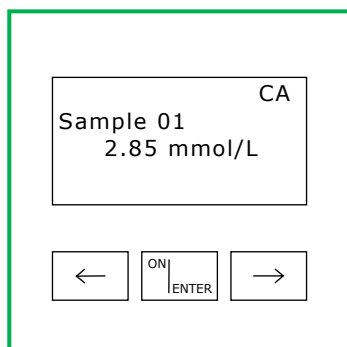 CA
Sample 01
2.85 mmol/L
← ON ENTER →